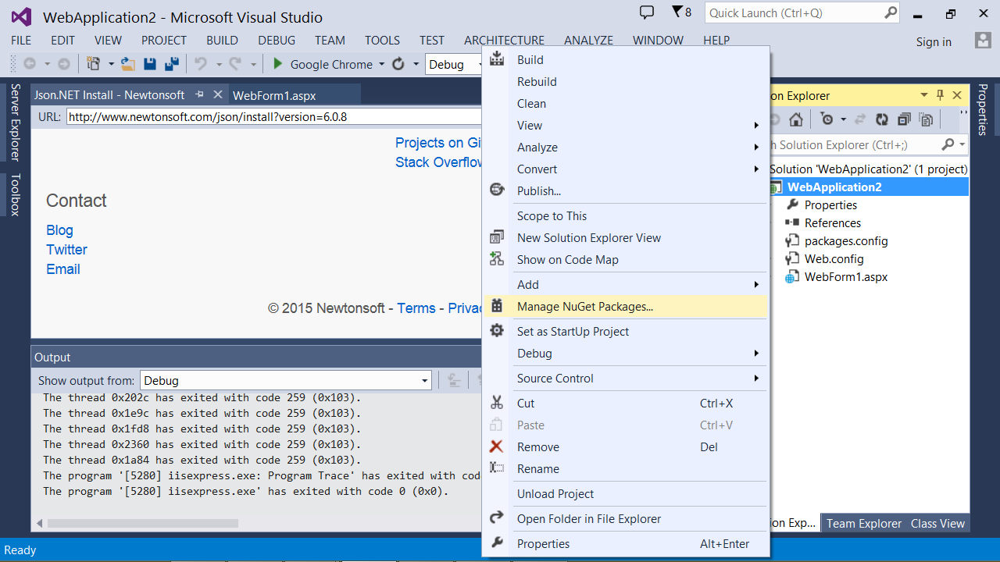 WebApplication2 - Microsoft Visual Studio
8
Quick Launch (Ctrl+Q)
FILE EDIT VIEW PROJECT BUILD DEBUG TEAM TOOLS TEST ARCHITECTURE ANALYZE WINDOW HELP
Sign in
Google Chrome
Debug
Server Explorer
Toolbox
Json.NET Install - Newtonsoft
WebForm1.aspx
URL: http://www.newtonsoft.com/json/install?version=6.0.8
Projects on Gi
Stack Overflow
Contact
Blog
Twitter
Email
© 2015 Newtonsoft - Terms - Priva
Output
Show output from: Debug
The thread 0x202c has exited with code 259 (0x103).
The thread 0x1e9c has exited with code 259 (0x103).
The thread 0x1fd8 has exited with code 259 (0x103).
The thread 0x2360 has exited with code 259 (0x103).
The thread 0x1a84 has exited with code 259 (0x103).
The program '[5280] iisexpress.exe: Program Trace' has exited with cod
The program '[5280] iisexpress.exe' has exited with code 0 (0x0).
Build
Rebuild
Clean
View
Analyze
Convert
Publish...
Scope to This
New Solution Explorer View
Show on Code Map
Add
Manage NuGet Packages...
Set as StartUp Project
Debug
Source Control
Cut Ctrl+X
Paste Ctrl+V
Remove Del
Rename
Unload Project
Open Folder in File Explorer
Properties Alt+Enter
on Explorer
h Solution Explorer (Ctrl+;)
Solution 'WebApplication2' (1 project)
WebApplication2
Properties
References
packages.config
Web.config
WebForm1.aspx
ion Exp... Team Explorer Class View
Properties
Ready